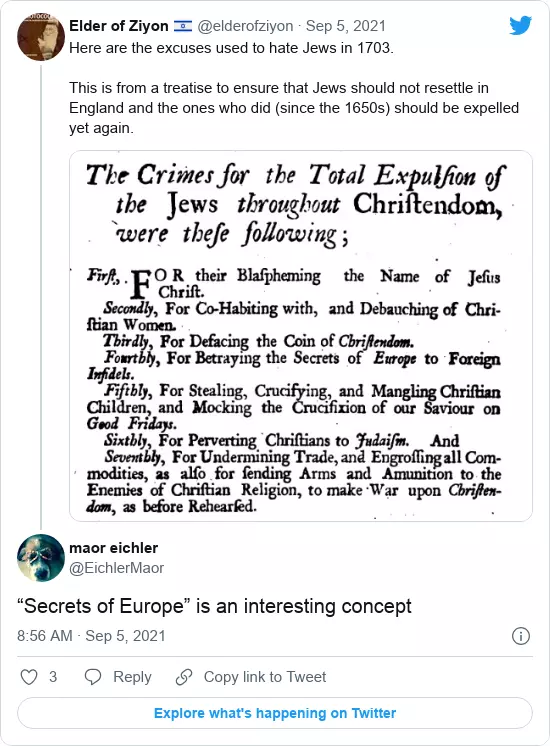 Elder of Ziyon 🇮🇱 @elderofziyon · Sep 5, 2021
Here are the excuses used to hate Jews in 1703.
This is from a treatise to ensure that Jews should not resettle in
England and the ones who did (since the 1650s) should be expelled
yet again.
The Crimes for the Total Expulſion of
the Jews throughout Chriſtendom,
were theſe following;
Firſt, FOR their Blaſpheming the Name of Jeſus
Chriſt.
Secondly, For Co-Habiting with, and Debauching of Chri-
ſtian Women.
Thirdly, For Defacing the Coin of Chriſtendom.
Fourthly, For Betraying the Secrets of Europe to Foreign
Infidels.
Fifthly, For Stealing, Crucifying, and Mangling Chriſtian
Children, and Mocking the Crucifixion of our Saviour on
Good Fridays.
Sixthly, For Perverting Chriſtians to Judaiſm. And
Seventhly, For Undermining Trade, and Engroſſing all Com-
modities, as alſo for ſending Arms and Amunition to the
Enemies of Chriſtian Religion, to make War upon Chriſten-
dom, as before Rehearſed.
maor eichler
@EichlerMaor
“Secrets of Europe” is an interesting concept
8:56 AM · Sep 5, 2021
3 Reply Copy link to Tweet
Explore what's happening on Twitter